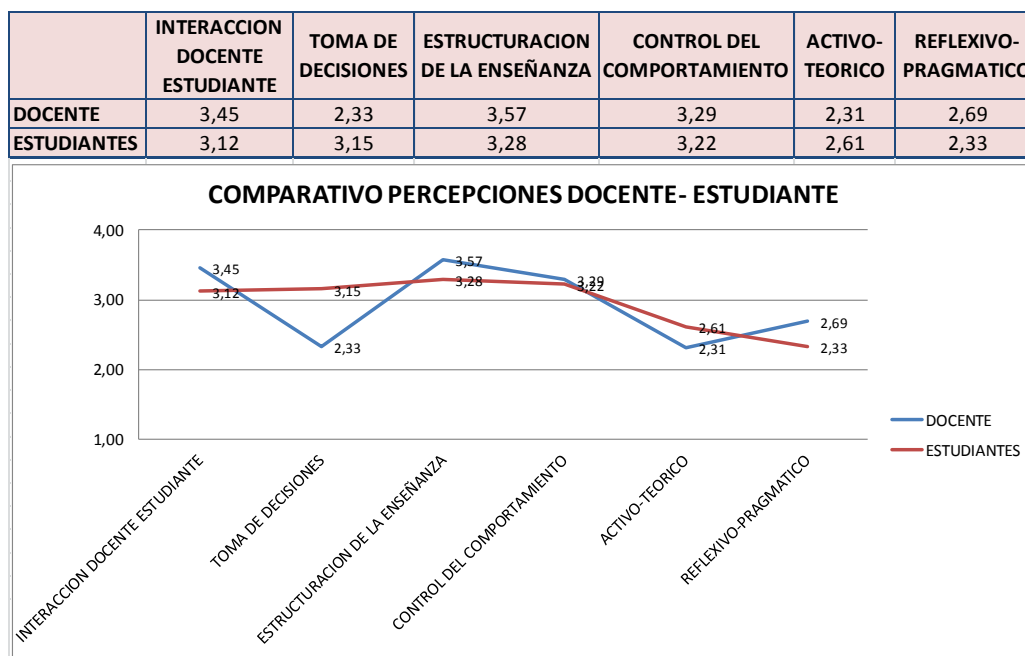 INTERACCION DOCENTE ESTUDIANTE
TOMA DE DECISIONES
ESTRUCTURACION DE LA ENSEÑANZA
CONTROL DEL COMPORTAMIENTO
ACTIVO-TEORICO
REFLEXIVO-PRAGMATICO
DOCENTE 3,45 2,33 3,57 3,29 2,31 2,69
ESTUDIANTES 3,12 3,15 3,28 3,22 2,61 2,33
COMPARATIVO PERCEPCIONES DOCENTE- ESTUDIANTE
4,00
3,00
2,00
1,00
3,45
2,33
3,57
3,29
2,31
2,69
3,12
3,15
3,28
3,22
2,61
2,33
DOCENTE
ESTUDIANTES
INTERACCION DOCENTE ESTUDIANTE
TOMA DE DECISIONES
ESTRUCTURACION DE LA ENSEÑANZA
CONTROL DEL COMPORTAMIENTO
ACTIVO-TEORICO
REFLEXIVO-PRAGMATICO